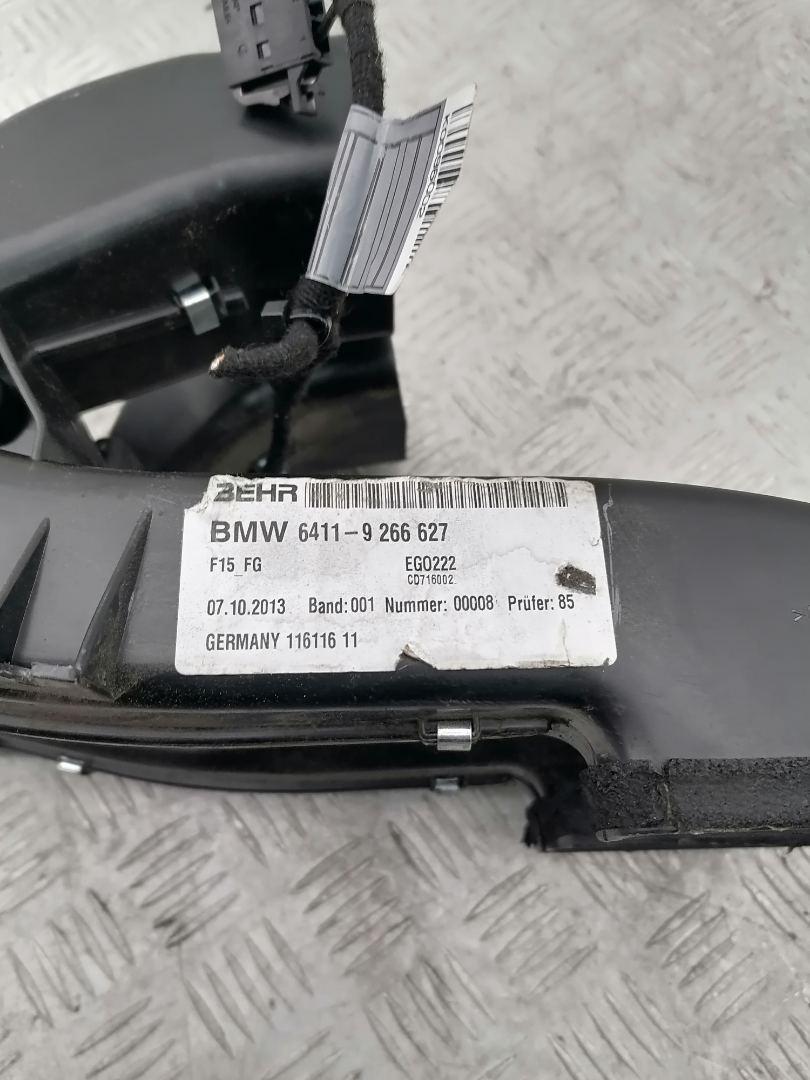 BEHR
BMW 6411-9 266 627
F15_FG EGO222
CD716002
07.10.2013 Band:001 Nummer: 00008 Prüfer: 85
GERMANY 116116 11